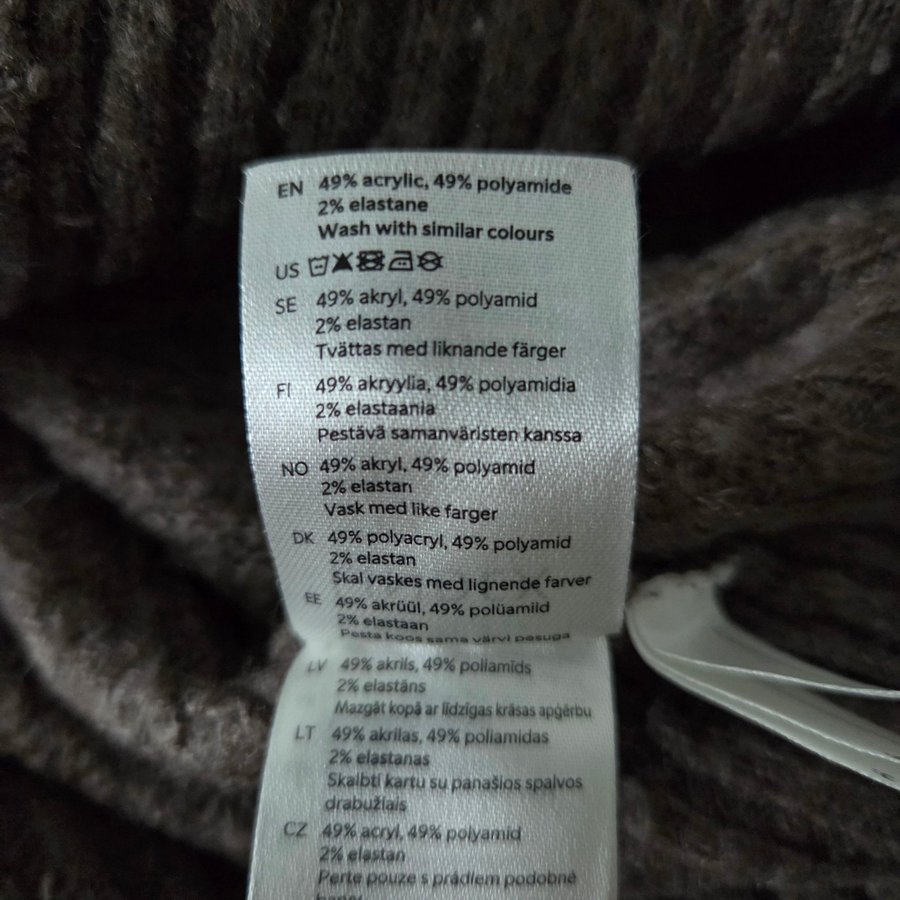 EN 49% acrylic, 49% polyamide
2% elastane
Wash with similar colours
US
SE 49% akryl, 49% polyamid
2% elastan
Tvättas med liknande färger
FI 49% akryylia, 49% polyamidia
2% elastaania
Pestävä samanväristen kanssa
NO 49% akryl, 49% polyamid
2% elastan
Vask med like farger
DK 49% polyacryl, 49% polyamid
2% elastan
Skal vaskes med lignende farver
EE 49% akrüül, 49% polüamiid
2% elastaan
Pesta koos sama värvi pesuga
LV 49% akrils, 49% poliamīds
2% elastāns
Mazgāt kopā ar līdzīgas krāsas apģērbu
LT 49% akrilas, 49% poliamidas
2% elastanas
Skalbti kartu su panašios spalvos
drabužiais
CZ 49% acryl, 49% polyamid
2% elastan
Perte pouze s prádlem podobné